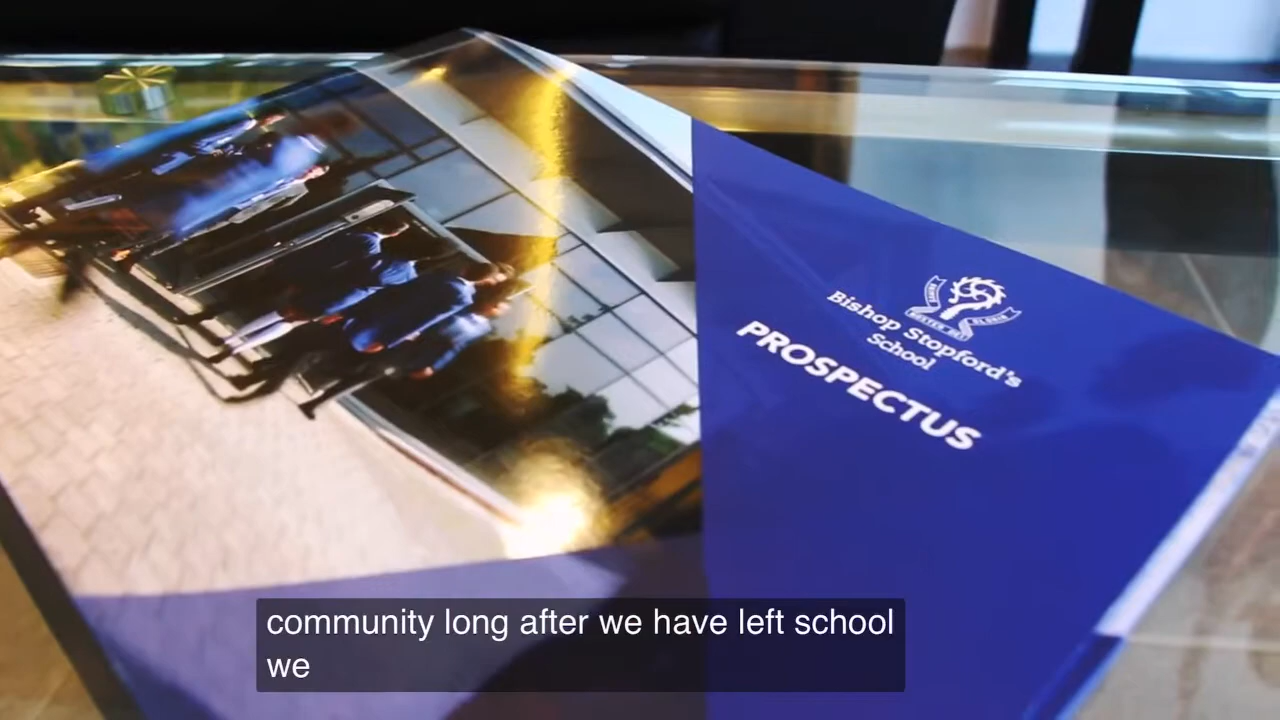 Bishop Stopford's
School
PROSPECTUS
community long after we have left school
we